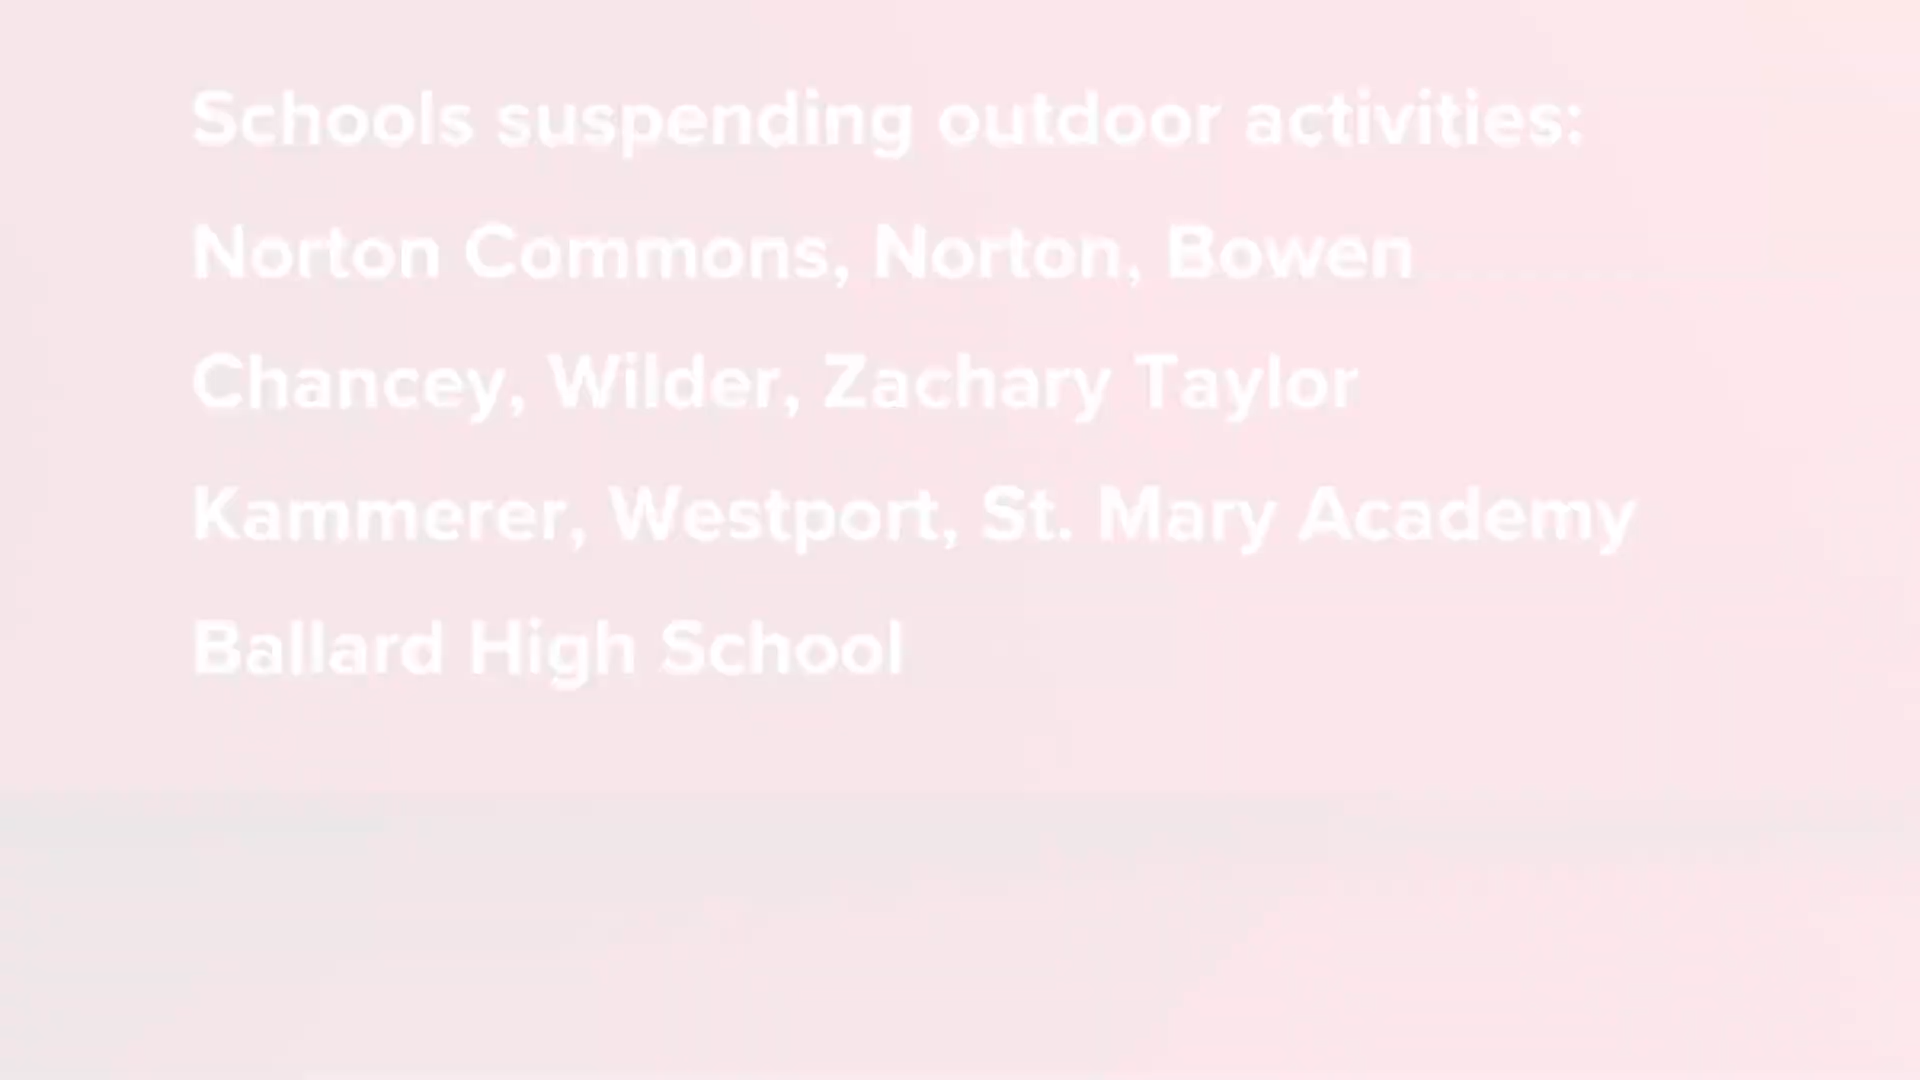 Schools suspending outdoor activities:
Norton Commons, Norton, Bowen
Chancey, Wilder, Zachary Taylor
Kammerer, Westport, St. Mary Academy
Ballard High School